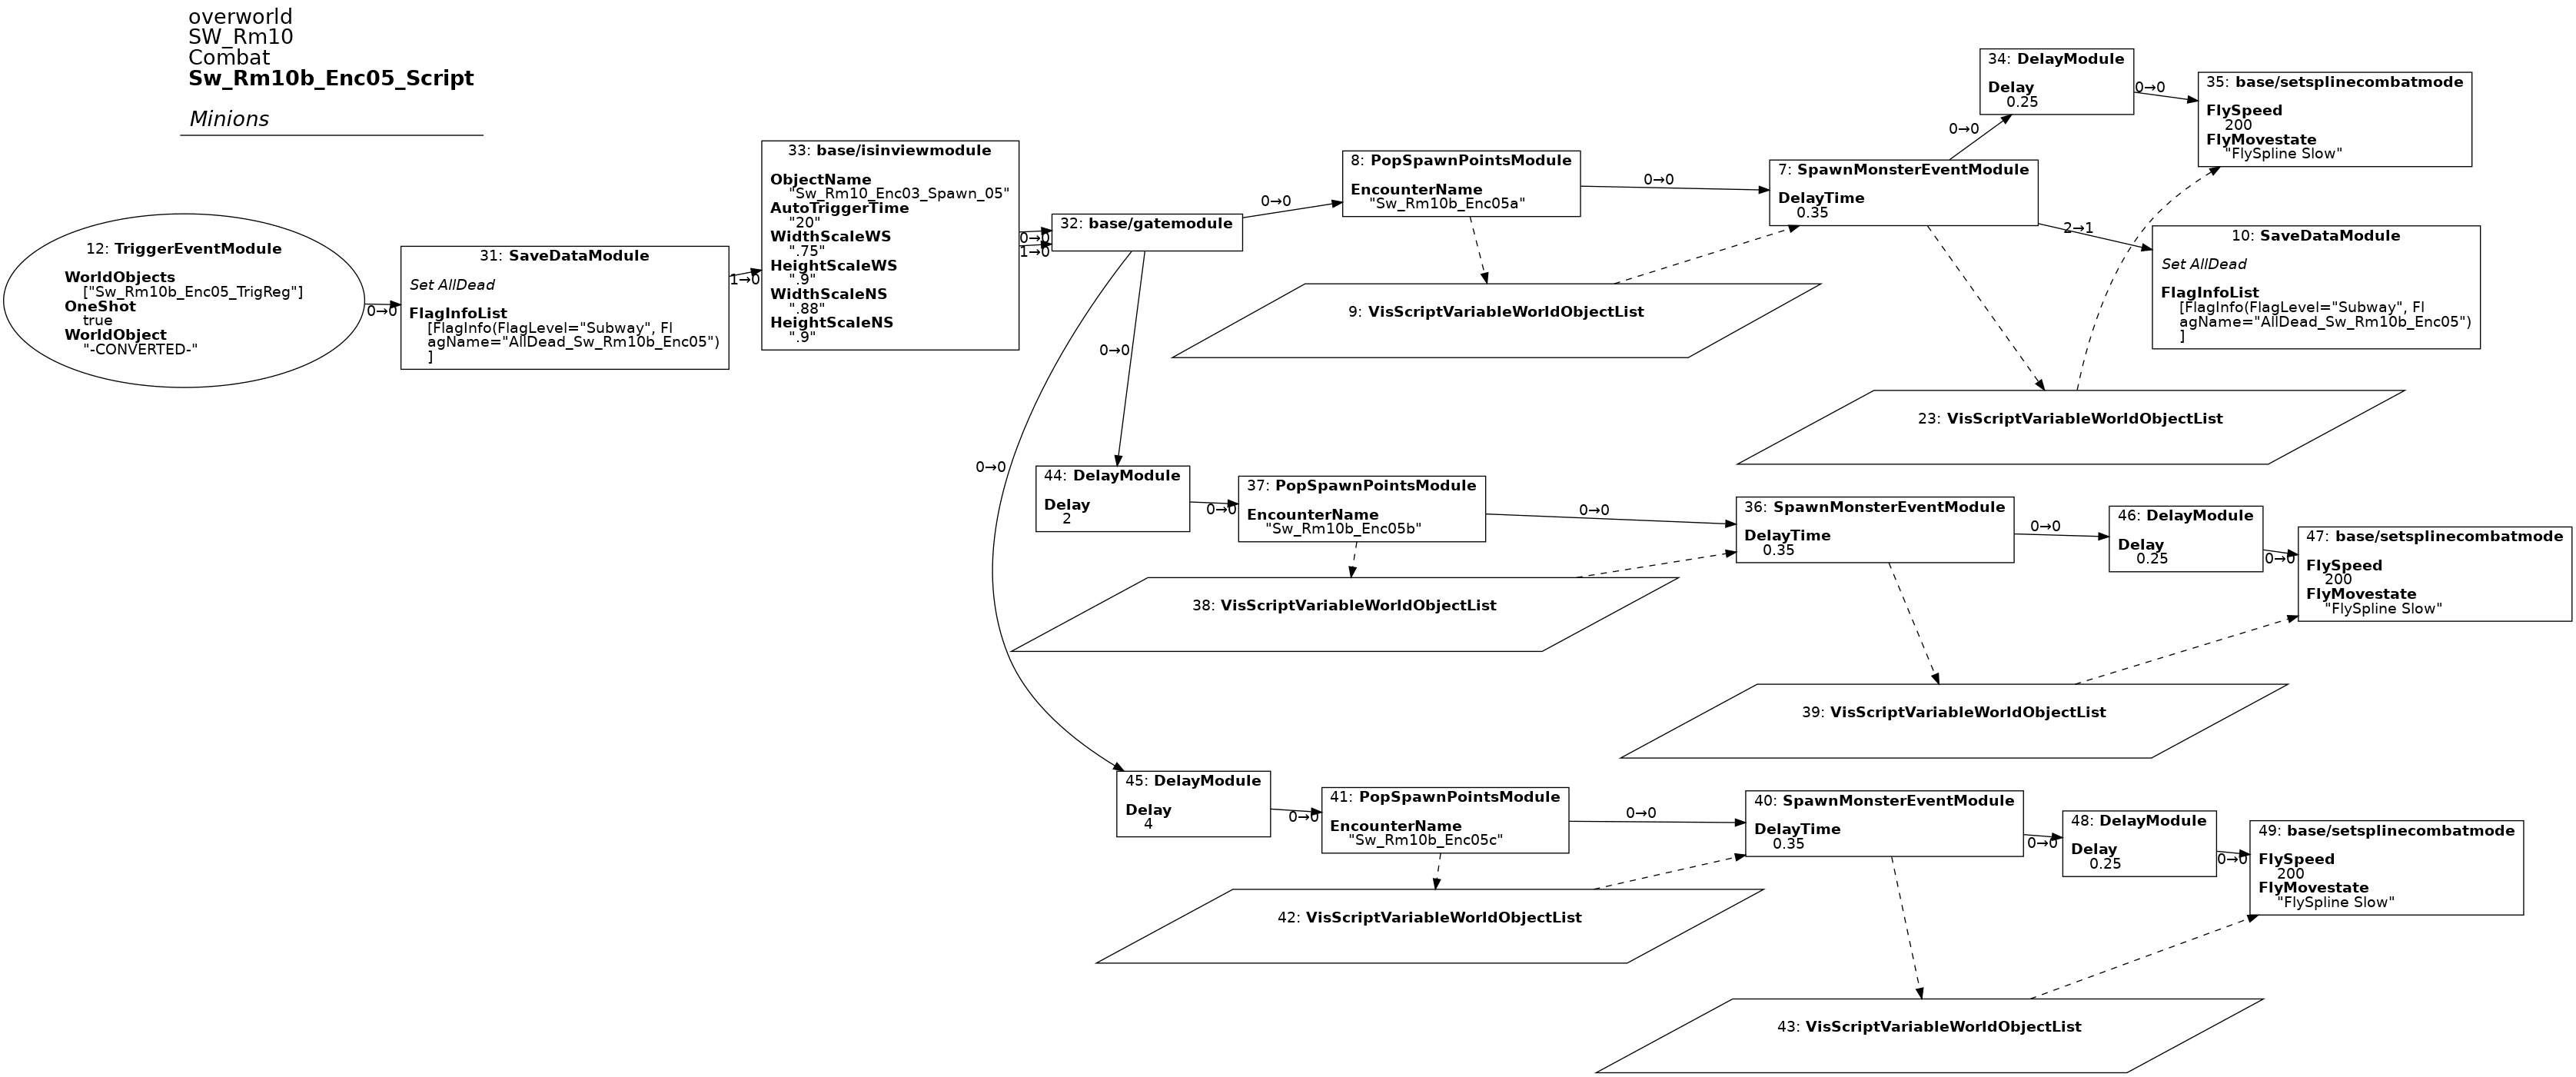 overworld
SW_Rm10
Combat
Sw_Rm10b_Enc05_Script
Minions
12: TriggerEventModule
WorldObjects
["Sw_Rm10b_Enc05_TrigReg"]
OneShot
true
WorldObject
"-CONVERTED-"
0→0
31: SaveDataModule
Set AllDead
FlagInfoList
[FlagInfo(FlagLevel="Subway", Fl
agName="AllDead_Sw_Rm10b_Enc05")
]
1→0
33: base/isinviewmodule
ObjectName
"Sw_Rm10_Enc03_Spawn_05"
AutoTriggerTime
"20"
WidthScaleWS
".75"
HeightScaleWS
".9"
WidthScaleNS
".88"
HeightScaleNS
".9"
0→0
1→0
32: base/gatemodule
0→0
8: PopSpawnPointsModule
EncounterName
"Sw_Rm10b_Enc05a"
0→0
7: SpawnMonsterEventModule
DelayTime
0.35
0→0
34: DelayModule
Delay
0.25
0→0
35: base/setsplinecombatmode
FlySpeed
200
FlyMovestate
"FlySpline Slow"
2→1
10: SaveDataModule
Set AllDead
FlagInfoList
[FlagInfo(FlagLevel="Subway", Fl
agName="AllDead_Sw_Rm10b_Enc05")
]
9: VisScriptVariableWorldObjectList
23: VisScriptVariableWorldObjectList
0→0
0→0
44: DelayModule
Delay
2
0→0
37: PopSpawnPointsModule
EncounterName
"Sw_Rm10b_Enc05b"
0→0
36: SpawnMonsterEventModule
DelayTime
0.35
0→0
46: DelayModule
Delay
0.25
0→0
47: base/setsplinecombatmode
FlySpeed
200
FlyMovestate
"FlySpline Slow"
38: VisScriptVariableWorldObjectList
39: VisScriptVariableWorldObjectList
45: DelayModule
Delay
4
0→0
41: PopSpawnPointsModule
EncounterName
"Sw_Rm10b_Enc05c"
0→0
40: SpawnMonsterEventModule
DelayTime
0.35
0→0
48: DelayModule
Delay
0.25
0→0
49: base/setsplinecombatmode
FlySpeed
200
FlyMovestate
"FlySpline Slow"
42: VisScriptVariableWorldObjectList
43: VisScriptVariableWorldObjectList